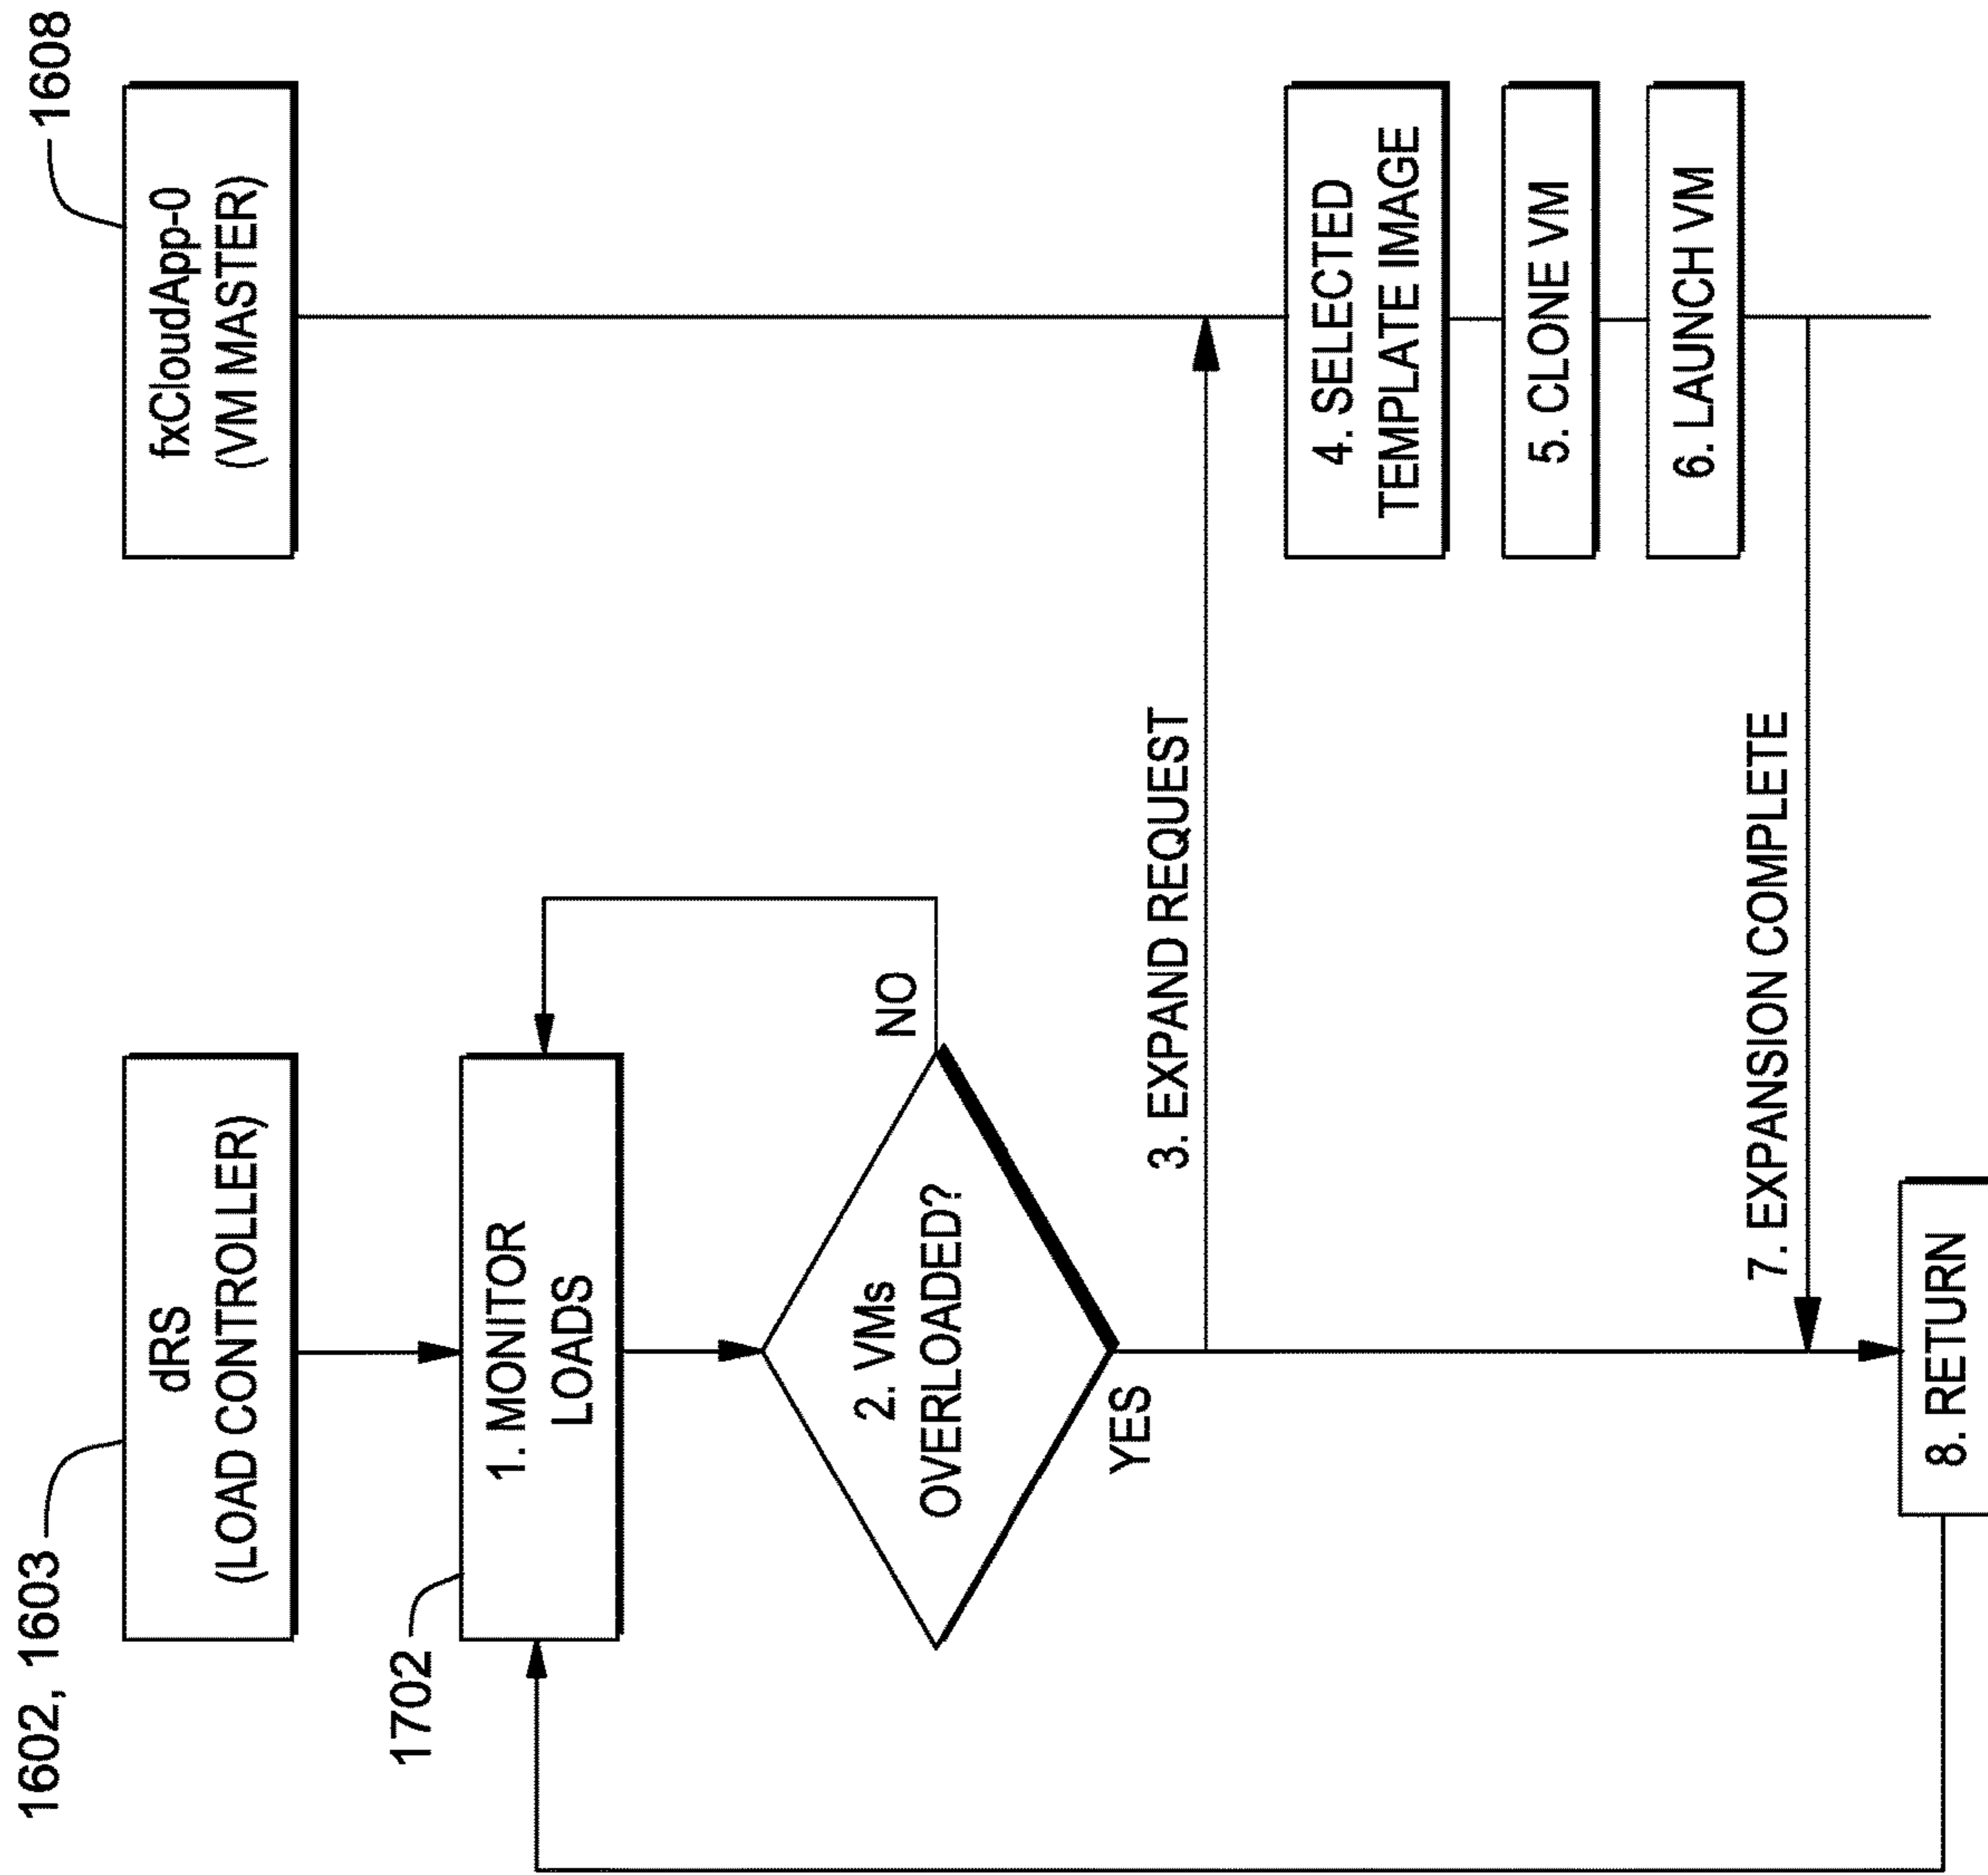 1602, 1603
dRS
(LOAD CONTROLLER)
fxCloudApp-0
(VM MASTER)
1608
1702
1. MONITOR
LOADS
2. VMs
OVERLOADED?
NO
YES
3. EXPAND REQUEST
4. SELECTED
TEMPLATE IMAGE
5. CLONE VM
6. LAUNCH VM
7. EXPANSION COMPLETE
8. RETURN